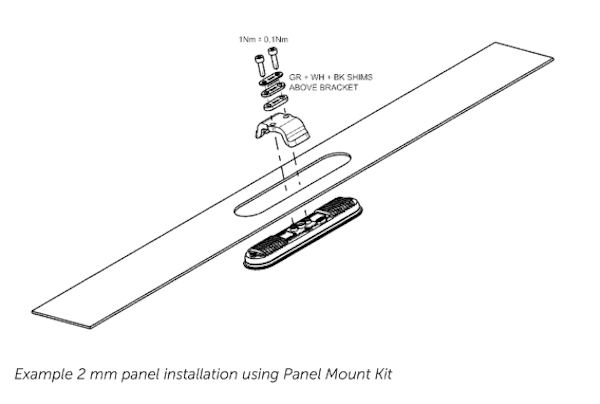 1Nm ± 0,1Nm
GR + WH + BK SHIMS
ABOVE BRACKET
Example 2 mm panel installation using Panel Mount Kit